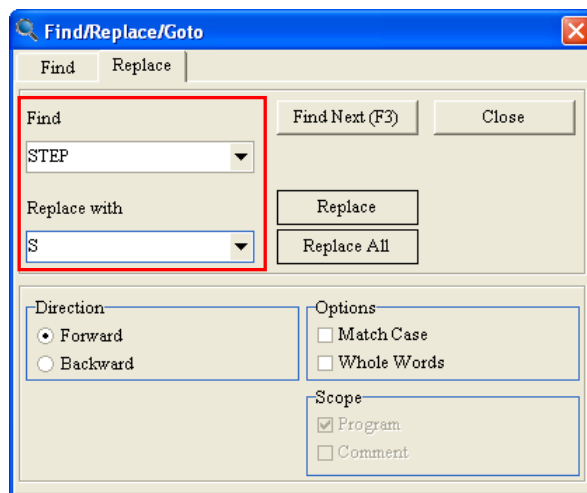 Find/Replace/Goto
Find Replace
Find Find Next (F3) Close
STEP
Replace with Replace
S Replace All
Direction Options
Forward Match Case
Backward Whole Words
Scope
Program
Comment